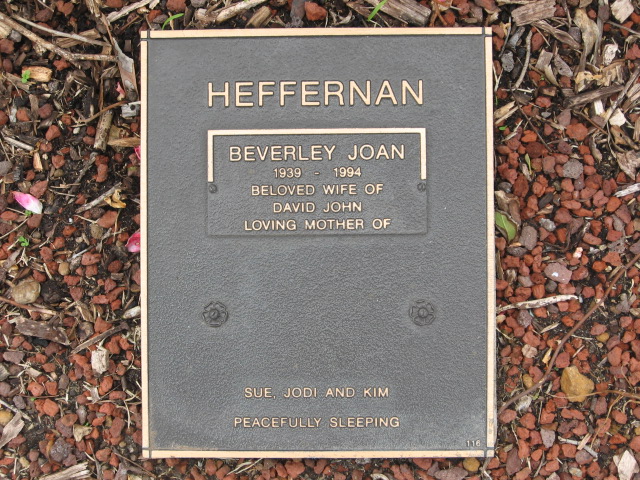 HEFFERNAN
BEVERLEY JOAN
1939 - 1994
BELOVED WIFE OF
DAVID JOHN
LOVING MOTHER OF
SUE, JODI AND KIM
PEACEFULLY SLEEPING
116